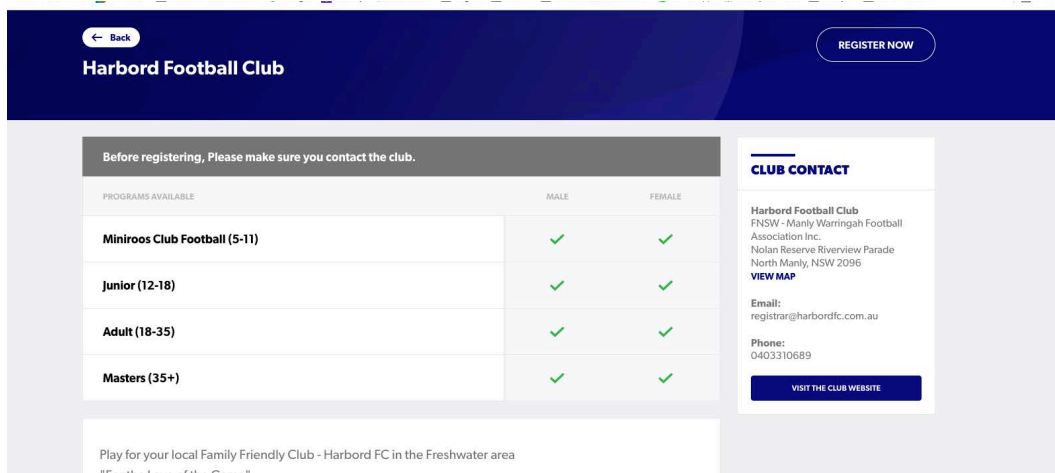 ← Back
REGISTER NOW
Harbord Football Club
Before registering, Please make sure you contact the club.
PROGRAMS AVAILABLE MALE FEMALE
Miniroos Club Football (5-11)
Junior (12-18)
Adult (18-35)
Masters (35+)
CLUB CONTACT
Harbord Football Club
FNSW - Manly Warringah Football
Association Inc.
Nolan Reserve Riverview Parade
North Manly, NSW 2096
VIEW MAP
Email:
registrar@harbordfc.com.au
Phone:
0403310689
VISIT THE CLUB WEBSITE
Play for your local Family Friendly Club - Harbord FC in the Freshwater area